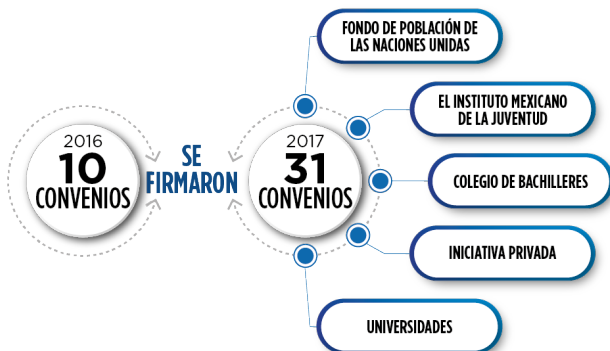 2016
10
CONVENIOS
SE
FIRMARON
2017
31
CONVENIOS
FONDO DE POBLACIÓN DE
LAS NACIONES UNIDAS
EL INSTITUTO MEXICANO
DE LA JUVENTUD
COLEGIO DE BACHILLERES
INICIATIVA PRIVADA
UNIVERSIDADES